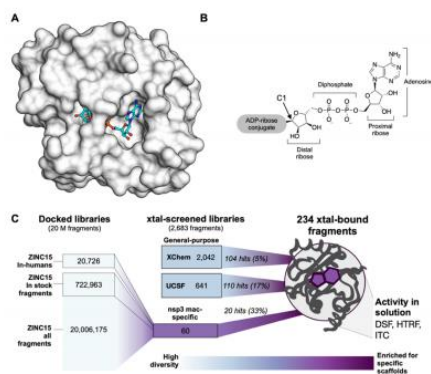 A
B
NH₂
N
N
N
N
Adenosine
Diphosphate
C1
O
O
P
O
P
O
O
ADP-ribose
conjugate
OH
OH
Proximal
ribose
Distal
ribose
C
Docked libraries
(20 M fragments)
xtal-screened libraries
(2,683 fragments)
234 xtal-bound
fragments
General-purpose
ZINC15
In-humans
20,726
XChem 2,042
104 hits (5%)
ZINC15
In stock
fragments
722,963
UCSF 641
110 hits (17%)
nsp3 mac-
specific
20 hits (33%)
60
ZINC15
all
fragments
20,006,175
Activity in
solution
DSF, HTRF,
ITC
High
diversity
Enriched for
specific
scaffolds